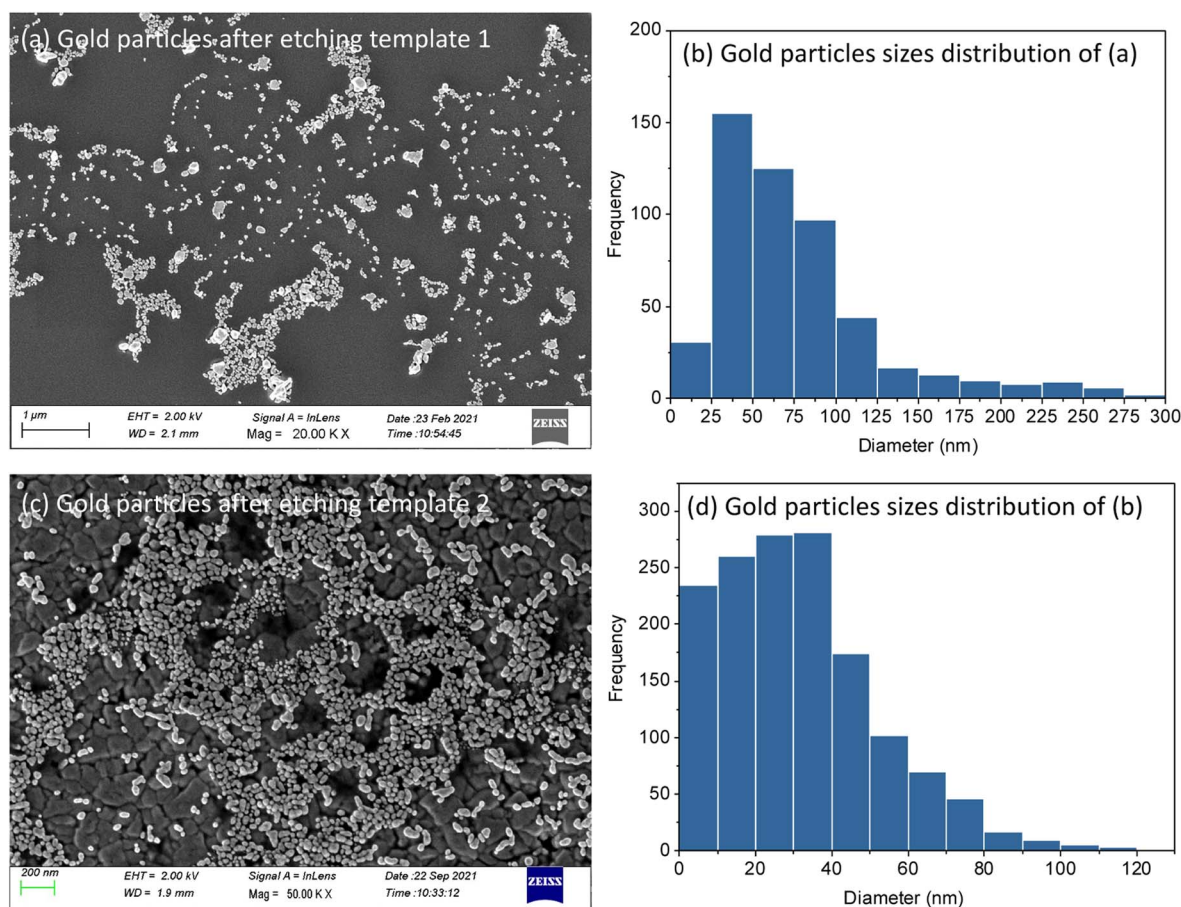 (a) Gold particles after etching template 1
1 µm
EHT = 2.00 kV
WD = 2.1 mm
Signal A = InLens
Mag = 20.00 K X
Date :23 Feb 2021
Time :10:54:45
ZEISS
(b) Gold particles sizes distribution of (a)
Frequency
200
150
100
50
0
0 25 50 75 100 125 150 175 200 225 250 275 300
Diameter (nm)
(c) Gold particles after etching template 2
200 nm
EHT = 2.00 kV
WD = 1.9 mm
Signal A = InLens
Mag = 50.00 K X
Date :22 Sep 2021
Time :10:33:12
ZEISS
(d) Gold particles sizes distribution of (b)
Frequency
300
250
200
150
100
50
0
0 20 40 60 80 100 120
Diameter (nm)